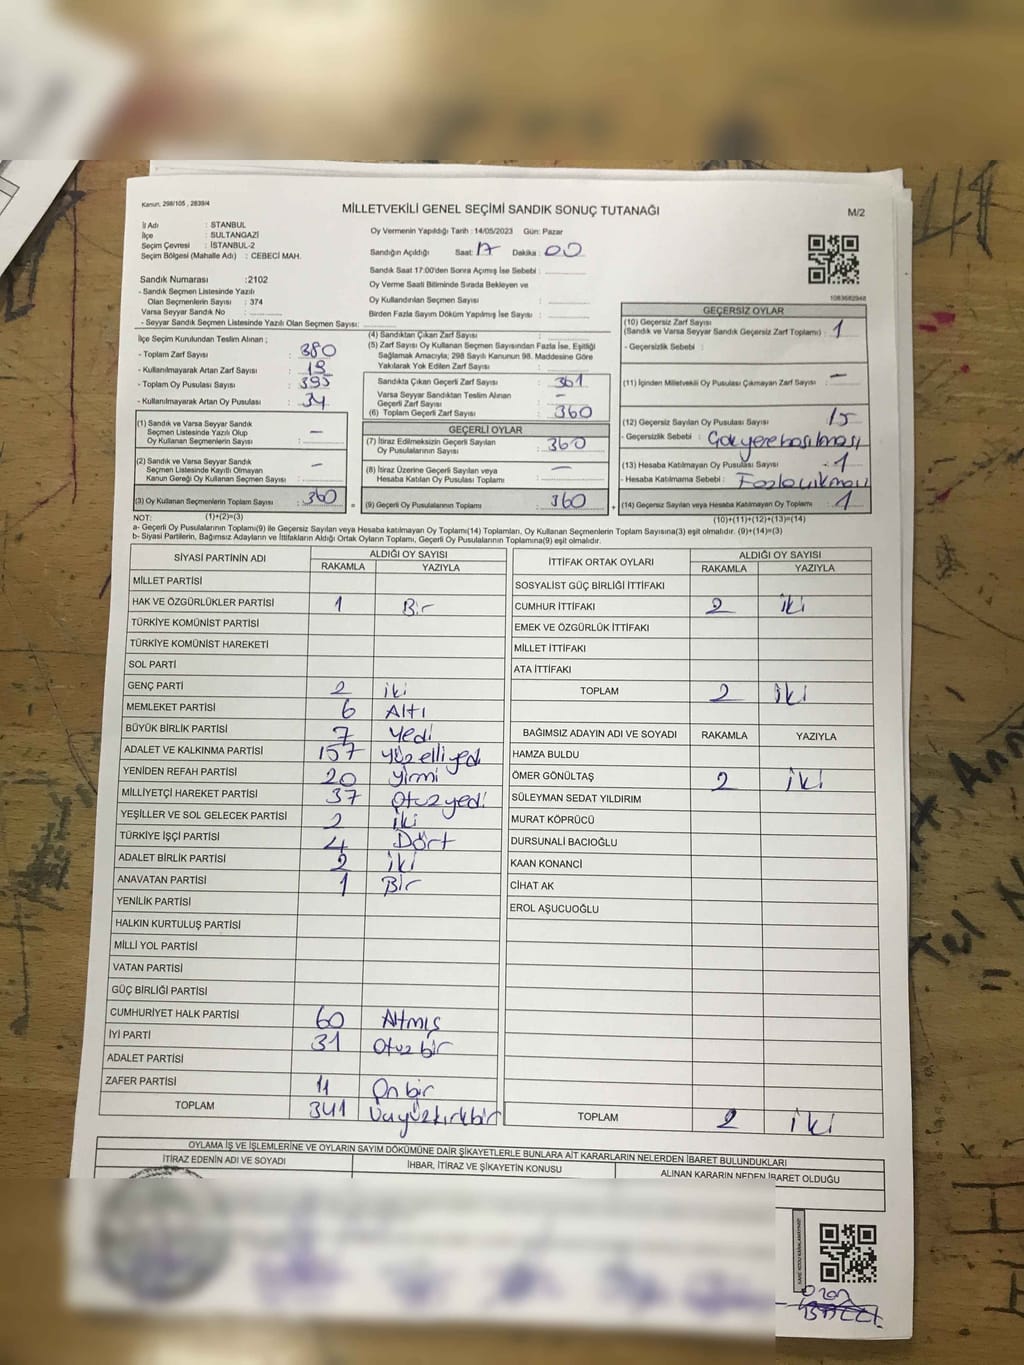 Kanun, 298/105 , 2839/4
MİLLETVEKİLİ GENEL SEÇİMİ SANDIK SONUÇ TUTANAĞI
M/2
İl Adı : STANBUL
İlçe : SULTANGAZİ
Seçim Çevresi : İSTANBUL-2
Seçim Bölgesi (Mahalle Adı) : CEBECİ MAH.
Oy Vermenin Yapıldığı Tarih : 14/05/2023 Gün: Pazar
Sandığın Açıldığı Saat: 17 Dakika : 00
Sandık Saat 17:00'den Sonra Açımış İse Sebebi :
Oy Verme Saati Bitiminde Sırada Bekleyen ve
Oy Kullandırılan Seçmen Sayısı :
Birden Fazla Sayım Döküm Yapılmış İse Sayısı :
Sandık Numarası :2102
- Sandık Seçmen Listesinde Yazılı
Olan Seçmenlerin Sayısı : 374
Varsa Seyyar Sandık No :
- Seyyar Sandık Seçmen Listesinde Yazılı Olan Seçmen Sayısı:
İlçe Seçim Kurulundan Teslim Alınan ;
- Toplam Zarf Sayısı : 380
- Kullanılmayarak Artan Zarf Sayısı : 19
- Toplam Oy Pusulası Sayısı : 395
- Kullanılmayarak Artan Oy Pusulası : 34
(1) Sandık ve Varsa Seyyar Sandık
Seçmen Listesinde Yazılı Olup
Oy Kullanan Seçmenlerin Sayısı : –
(2) Sandık ve Varsa Seyyar Sandık
Seçmen Listesinde Kayıtlı Olmayan
Kanun Gereği Oy Kullanan Seçmen Sayısı : –
(3) Oy Kullanan Seçmenlerin Toplam Sayısı : 360
(1)+(2)=(3)
(4) Sandıktan Çıkan Zarf Sayısı :
(5) Zarf Sayısı Oy Kullanan Seçmen Sayısından Fazla İse, Eşitliği
Sağlamak Amacıyla; 298 Sayılı Kanunun 98. Maddesine Göre
Yakılarak Yok Edilen Zarf Sayısı :
Sandıkta Çıkan Geçerli Zarf Sayısı : 361
Varsa Seyyar Sandıktan Teslim Alınan
Geçerli Zarf Sayısı : –
(6) Toplam Geçerli Zarf Sayısı : 360
GEÇERLİ OYLAR
(7) İtiraz Edilmeksizin Geçerli Sayılan
Oy Pusulalarının Sayısı : 360
(8) İtiraz Üzerine Geçerli Sayılan veya
Hesaba Katılan Oy Pusulası Toplamı : –
= (9) Geçerli Oy Pusulalarının Toplamı : 360
1083682948
GEÇERSİZ OYLAR
(10) Geçersiz Zarf Sayısı
(Sandık ve Varsa Seyyar Sandık Geçersiz Zarf Toplamı) : 1
- Geçersizlik Sebebi :
(11) İçinden Milletvekili Oy Pusulası Çıkmayan Zarf Sayısı : –
(12) Geçersiz Sayılan Oy Pusulası Sayısı : 15
- Geçersizlik Sebebi : Çok yere basılması
(13) Hesaba Katılmayan Oy Pusulası Sayısı : 1
- Hesaba Katılmama Sebebi : Fazla çıkması
+ (14) Geçersiz Sayılan veya Hesaba Katılmayan Oy Toplamı : 1
(10)+(11)+(12)+(13)=(14)
NOT:
a- Geçerli Oy Pusulalarının Toplamı(9) ile Geçersiz Sayılan veya Hesaba katılmayan Oy Toplamı(14) Toplamları, Oy Kullanan Seçmenlerin Toplam Sayısına(3) eşit olmalıdır. (9)+(14)=(3)
b- Siyasi Partilerin, Bağımsız Adayların ve İttifakların Aldığı Ortak Oyların Toplamı, Geçerli Oy Pusulalarının Toplamına(9) eşit olmalıdır.
SİYASİ PARTİNİN ADI ALDIĞI OY SAYISI
RAKAMLA YAZIYLA
MİLLET PARTİSİ
HAK VE ÖZGÜRLÜKLER PARTİSİ 1 Bir
TÜRKİYE KOMÜNİST PARTİSİ
TÜRKİYE KOMÜNİST HAREKETİ
SOL PARTİ
GENÇ PARTİ 2 iki
MEMLEKET PARTİSİ 6 Altı
BÜYÜK BİRLİK PARTİSİ 7 Yedi
ADALET VE KALKINMA PARTİSİ 157 yüzelliyedi
YENİDEN REFAH PARTİSİ 20 yirmi
MİLLİYETÇİ HAREKET PARTİSİ 37 Otuzyedi
YEŞİLLER VE SOL GELECEK PARTİSİ 2 iki
TÜRKİYE İŞÇİ PARTİSİ 4 Dört
ADALET BİRLİK PARTİSİ 2 iki
ANAVATAN PARTİSİ 1 Bir
YENİLİK PARTİSİ
HALKIN KURTULUŞ PARTİSİ
MİLLİ YOL PARTİSİ
VATAN PARTİSİ
GÜÇ BİRLİĞİ PARTİSİ
CUMHURİYET HALK PARTİSİ 60 Altmış
İYİ PARTİ 31 Otuz bir
ADALET PARTİSİ
ZAFER PARTİSİ 11 On bir
TOPLAM 341 Üçyüzkırkbir
İTTİFAK ORTAK OYLARI ALDIĞI OY SAYISI
RAKAMLA YAZIYLA
SOSYALİST GÜÇ BİRLİĞİ İTTİFAKI
CUMHUR İTTİFAKI 2 iki
EMEK VE ÖZGÜRLÜK İTTİFAKI
MİLLET İTTİFAKI
ATA İTTİFAKI
TOPLAM 2 iki
BAĞIMSIZ ADAYIN ADI VE SOYADI RAKAMLA YAZIYLA
HAMZA BULDU
ÖMER GÖNÜLTAŞ 2 iki
SÜLEYMAN SEDAT YILDIRIM
MURAT KÖPRÜCÜ
DURSUNALİ BACIOĞLU
KAAN KONANCİ
CİHAT AK
EROL AŞUCUOĞLU
TOPLAM 2 iki
OYLAMA İŞ VE İŞLEMLERİNE VE OYLARIN SAYIM DÖKÜMÜNE DAİR ŞİKAYETLERLE BUNLARA AİT KARARLARIN NELERDEN İBARET BULUNDUKLARI
İTİRAZ EDENİN ADI VE SOYADI İHBAR, İTİRAZ VE ŞİKAYETİN KONUSU ALINAN KARARIN NEDEN İBARET OLDUĞU